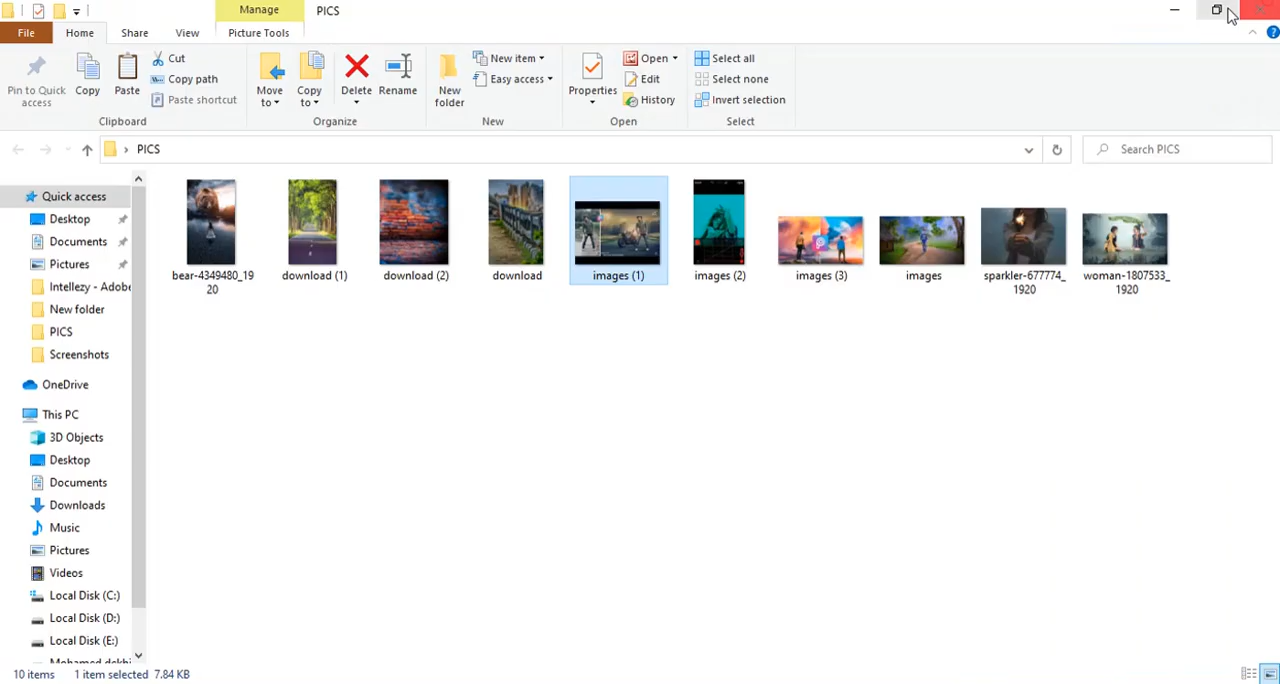 Manage PICS
File Home Share View Picture Tools
Pin to Quick access
Copy
Paste
Cut
Copy path
Paste shortcut
Clipboard
Move to
Copy to
Delete
Rename
Organize
New folder
New item
Easy access
New
Properties
Open
Edit
History
Open
Select all
Select none
Invert selection
Select
PICS
Search PICS
Quick access
Desktop
Documents
Pictures
Intellezy - Adobe
New folder
PICS
Screenshots
OneDrive
This PC
3D Objects
Desktop
Documents
Downloads
Music
Pictures
Videos
Local Disk (C:)
Local Disk (D:)
Local Disk (E:)
bear-4349480_19
20
download (1)
download (2)
download
images (1)
images (2)
images (3)
images
sparkler-677774_
1920
woman-1807533_
1920
10 items 1 item selected 7.84 KB